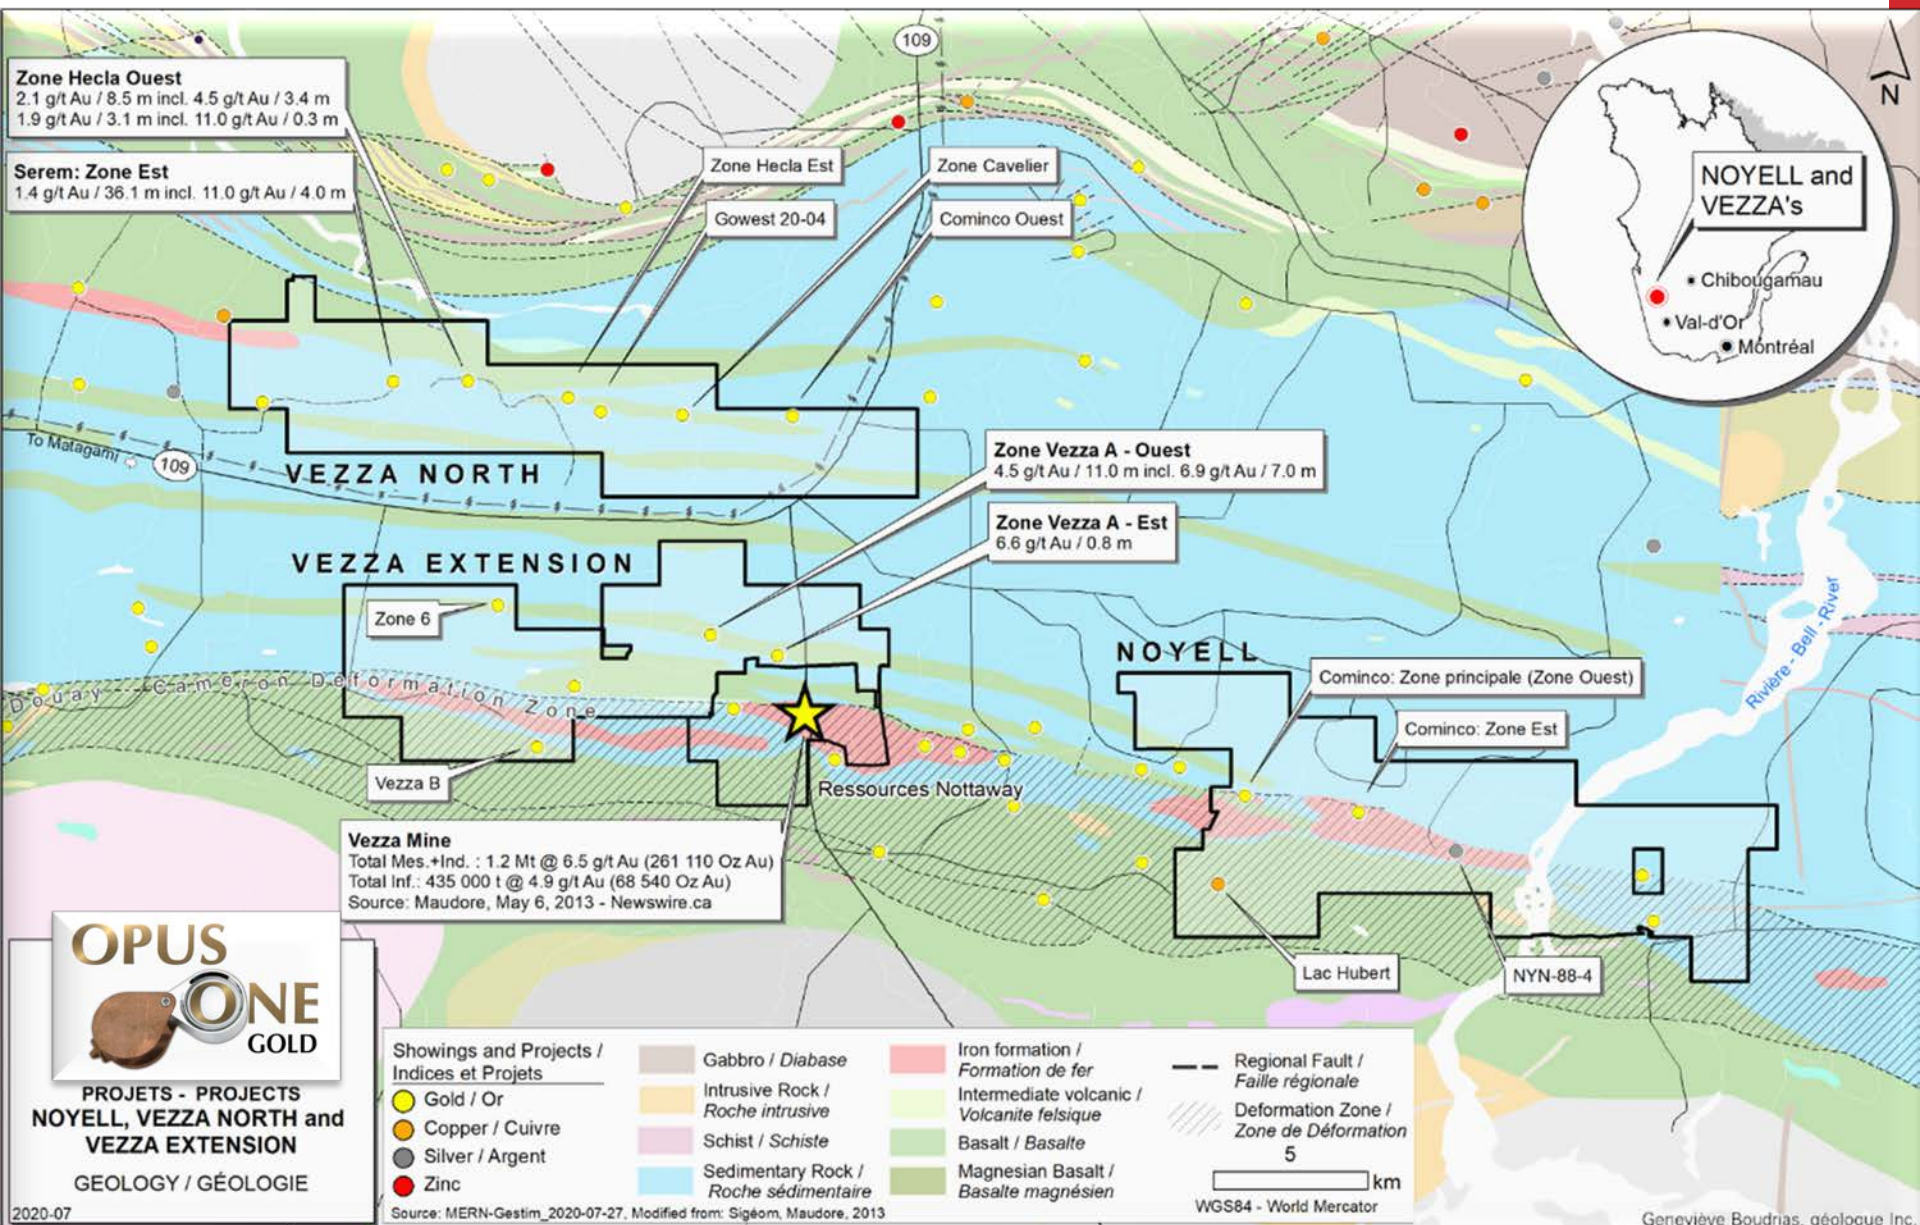 109
Zone Hecla Ouest
2.1 g/t Au / 8.5 m incl. 4.5 g/t Au / 3.4 m
1.9 g/t Au / 3.1 m incl. 11.0 g/t Au / 0.3 m
Serem: Zone Est
1.4 g/t Au / 36.1 m incl. 11.0 g/t Au / 4.0 m
Zone Hecla Est
Gowest 20-04
Zone Cavelier
Cominco Ouest
N
NOYELL and
VEZZA's
Chibougamau
Val-d'Or
Montréal
To Matagami
109
VEZZA NORTH
Zone Vezza A - Ouest
4.5 g/t Au / 11.0 m incl. 6.9 g/t Au / 7.0 m
Zone Vezza A - Est
6.6 g/t Au / 0.8 m
VEZZA EXTENSION
Zone 6
Douay - Cameron Deformation Zone
Vezza B
NOYELL
Cominco: Zone principale (Zone Ouest)
Cominco: Zone Est
Rivière - Bell - River
Ressources Nottaway
Vezza Mine
Total Mes.+Ind. : 1.2 Mt @ 6.5 g/t Au (261 110 Oz Au)
Total Inf.: 435 000 t @ 4.9 g/t Au (68 540 Oz Au)
Source: Maudore, May 6, 2013 - Newswire.ca
Lac Hubert
NYN-88-4
OPUS
ONE
GOLD
PROJETS - PROJECTS
NOYELL, VEZZA NORTH and
VEZZA EXTENSION
GEOLOGY / GÉOLOGIE
2020-07
Showings and Projects /
Indices et Projets
Gold / Or
Copper / Cuivre
Silver / Argent
Zinc
Gabbro / Diabase
Intrusive Rock /
Roche intrusive
Schist / Schiste
Sedimentary Rock /
Roche sédimentaire
Iron formation /
Formation de fer
Intermediate volcanic /
Volcanite felsique
Basalt / Basalte
Magnesian Basalt /
Basalte magnésien
Regional Fault /
Faille régionale
Deformation Zone /
Zone de Déformation
5
km
WGS84 - World Mercator
Source: MERN-Gestim_2020-07-27, Modified from: Sigéom, Maudore, 2013
Geneviève Boudrias, géologue Inc.